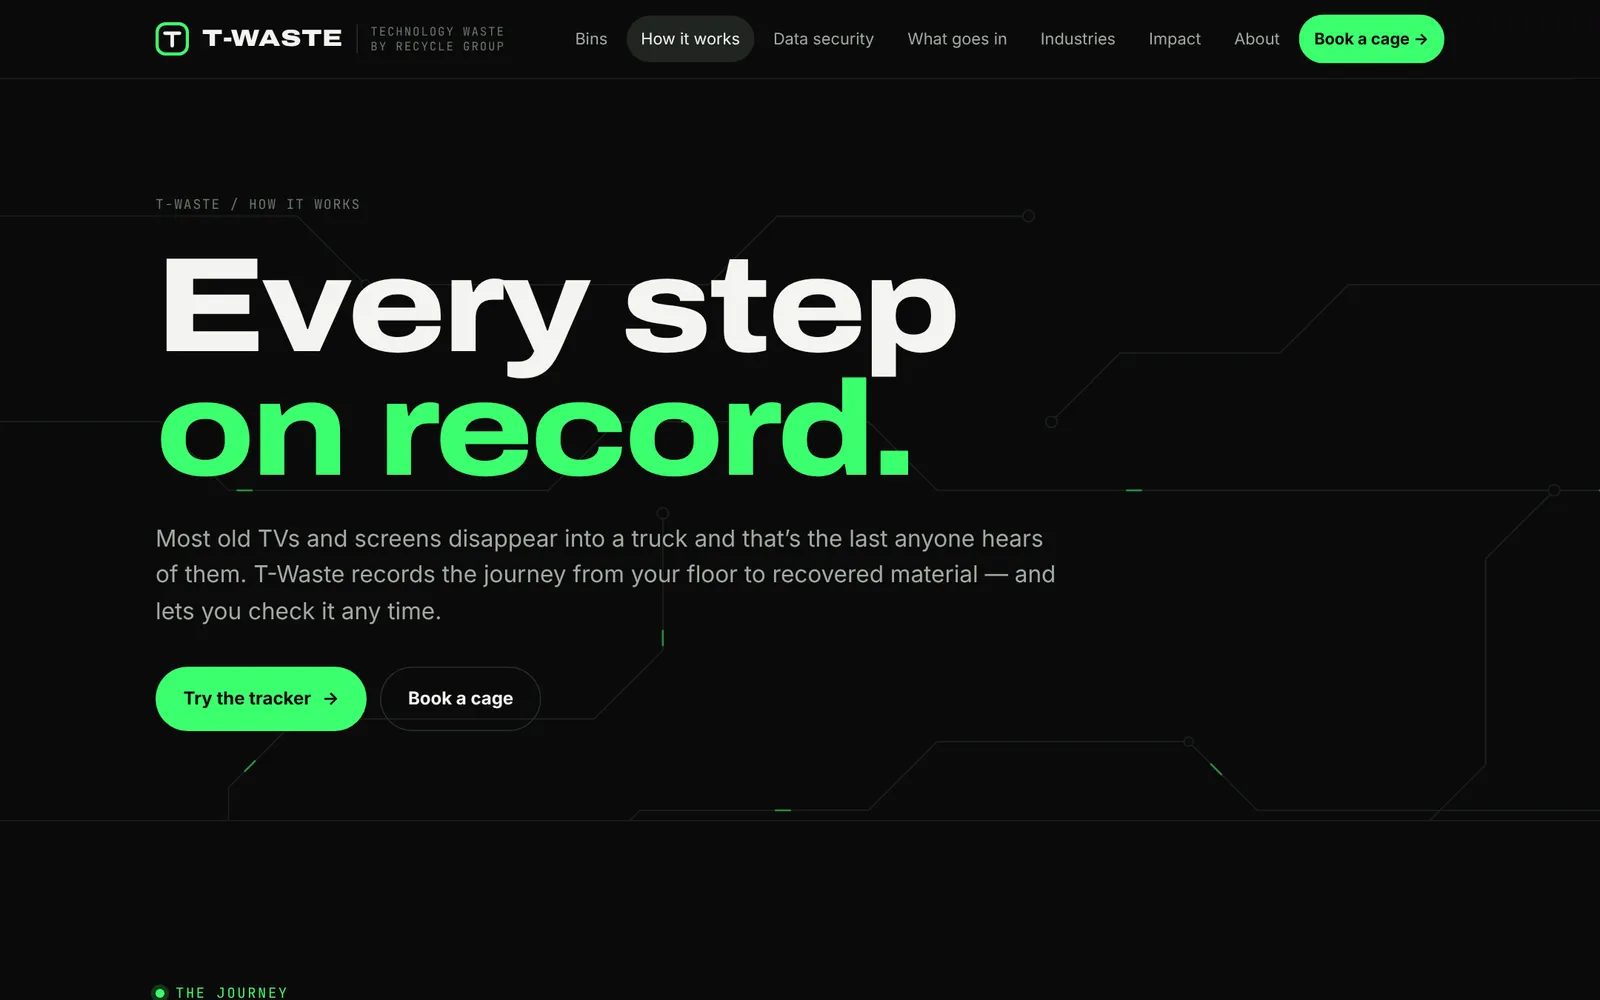 T T-WASTE
TECHNOLOGY WASTE
BY RECYCLE GROUP
Bins
How it works
Data security
What goes in
Industries
Impact
About
Book a cage →
T-WASTE / HOW IT WORKS
Every step
on record.
Most old TVs and screens disappear into a truck and that’s the last anyone hears
of them. T-Waste records the journey from your floor to recovered material — and
lets you check it any time.
Try the tracker →
Book a cage
THE JOURNEY